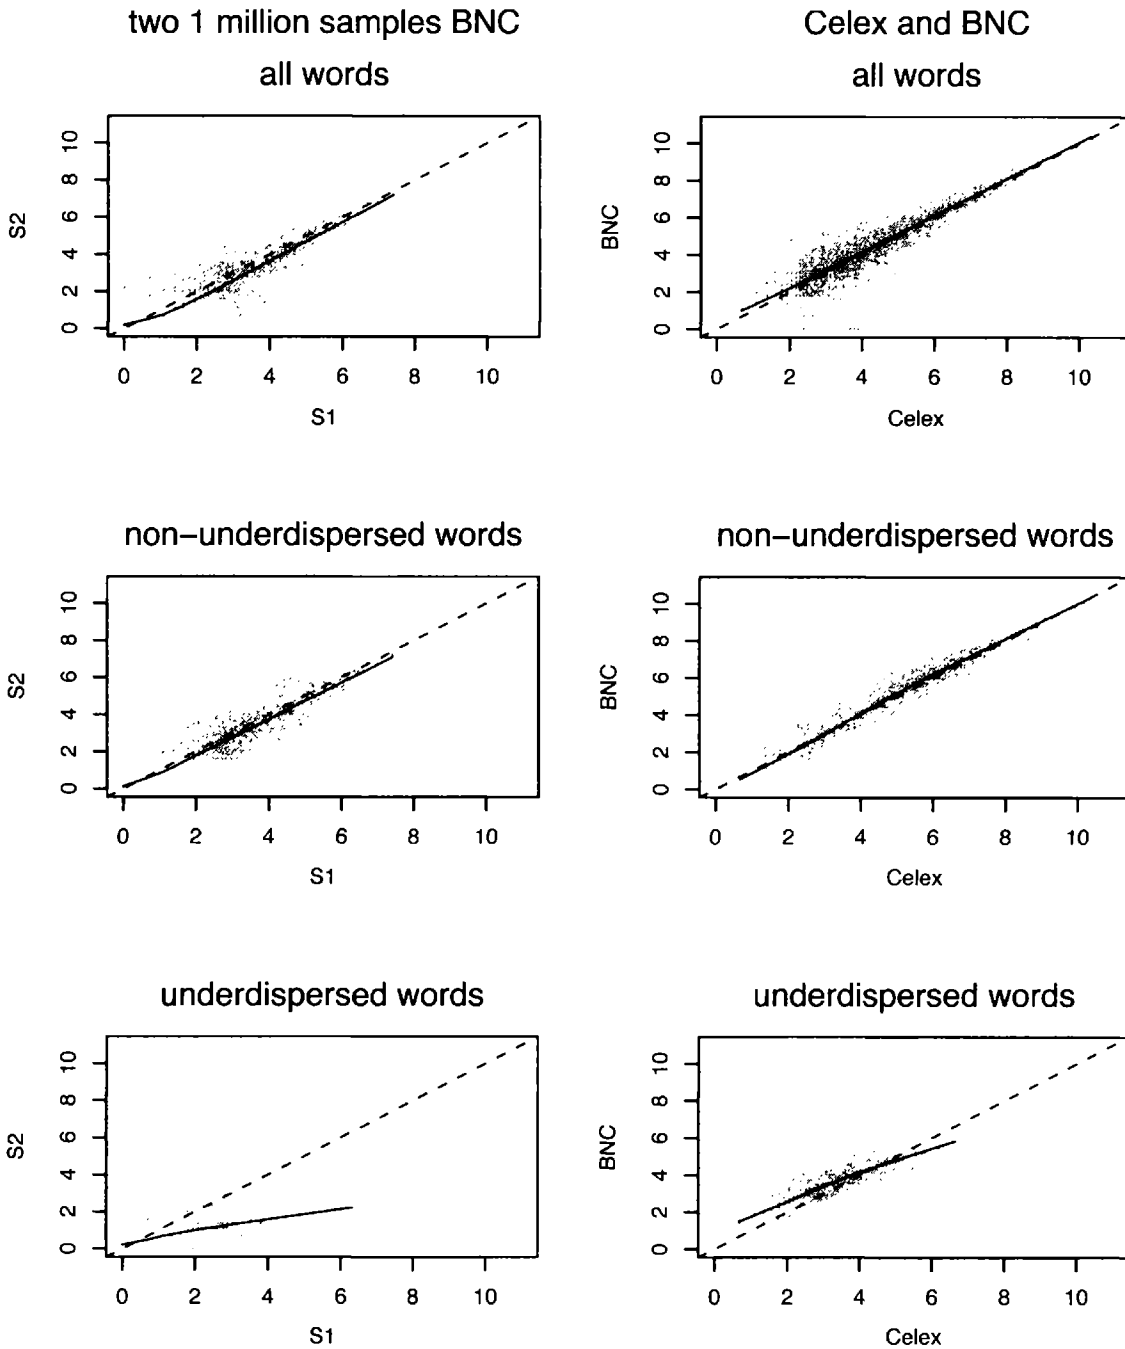 two 1 million samples BNC
all words
10
8
6
4
2
0
S2
0 2 4 6 8 10
S1
Celex and BNC
all words
10
8
6
4
2
0
BNC
0 2 4 6 8 10
Celex
non−underdispersed words
10
8
6
4
2
0
S2
0 2 4 6 8 10
S1
non−underdispersed words
10
8
6
4
2
0
BNC
0 2 4 6 8 10
Celex
underdispersed words
10
8
6
4
2
0
S2
0 2 4 6 8 10
S1
underdispersed words
10
8
6
4
2
0
BNC
0 2 4 6 8 10
Celex